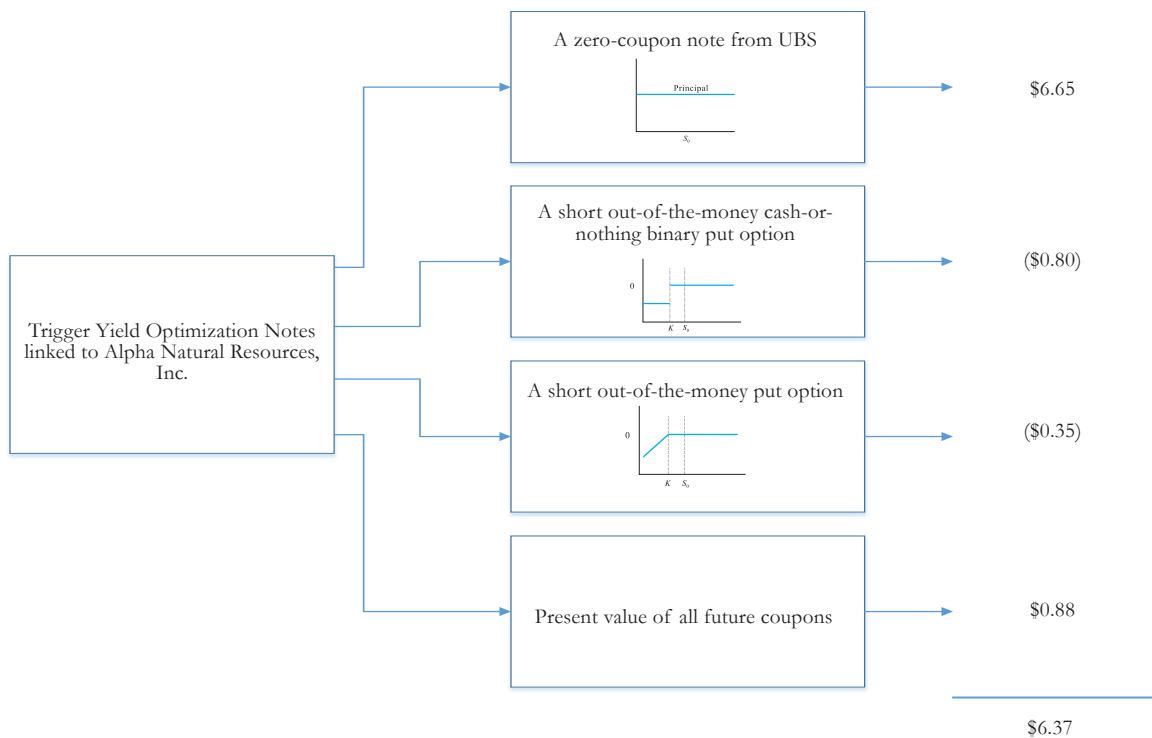 A zero-coupon note from UBS
Principal
S₀
$6.65
A short out-of-the-money cash-or-
nothing binary put option
0
K S₀
($0.80)
Trigger Yield Optimization Notes
linked to Alpha Natural Resources,
Inc.
A short out-of-the-money put option
0
K S₀
($0.35)
Present value of all future coupons
$0.88
$6.37